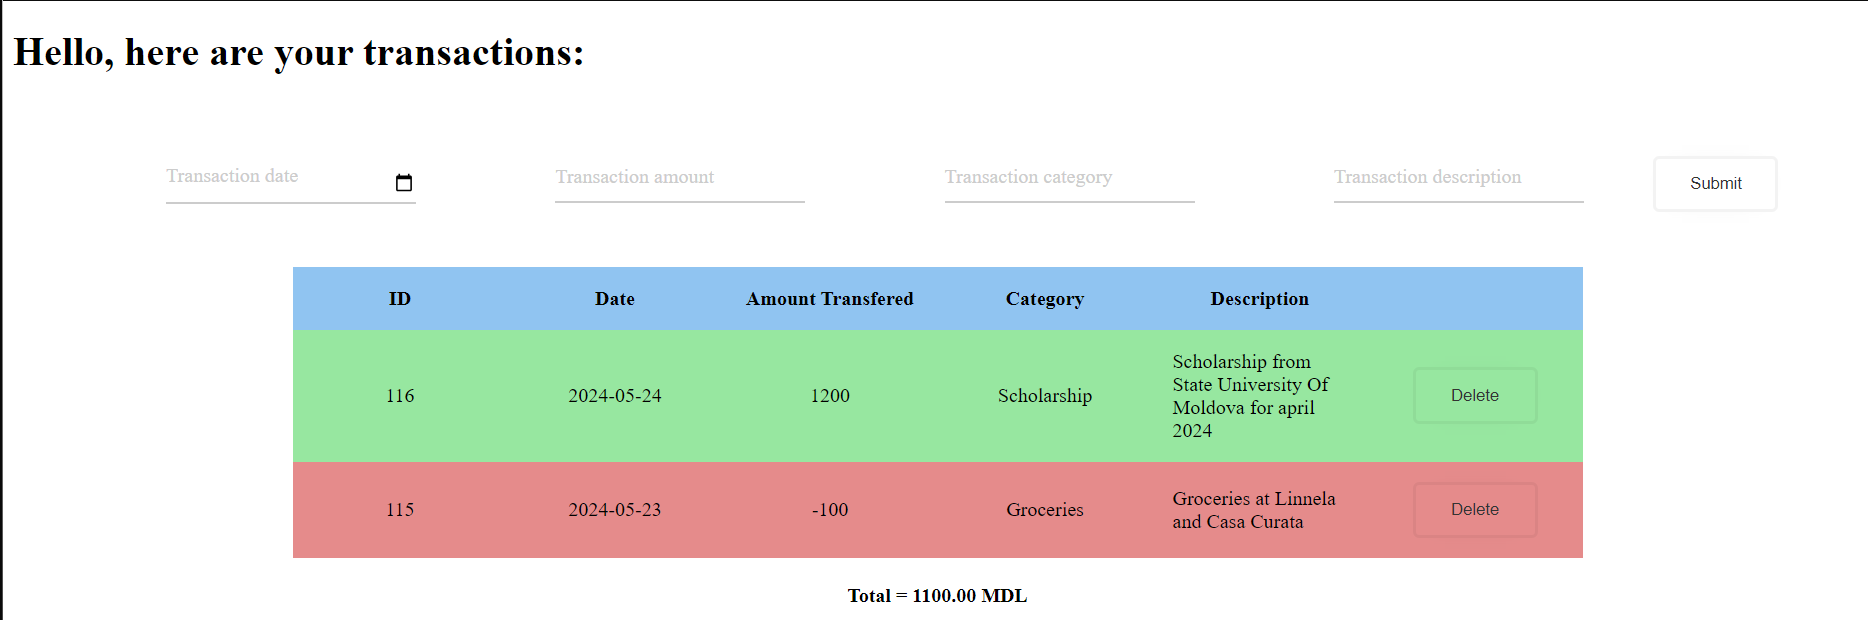 Hello, here are your transactions:
Transaction date
Transaction amount
Transaction category
Transaction description
Submit
ID
Date
Amount Transfered
Category
Description
116
2024-05-24
1200
Scholarship
Scholarship from
State University Of
Moldova for april
2024
Delete
115
2024-05-23
-100
Groceries
Groceries at Linnela
and Casa Curata
Delete
Total = 1100.00 MDL